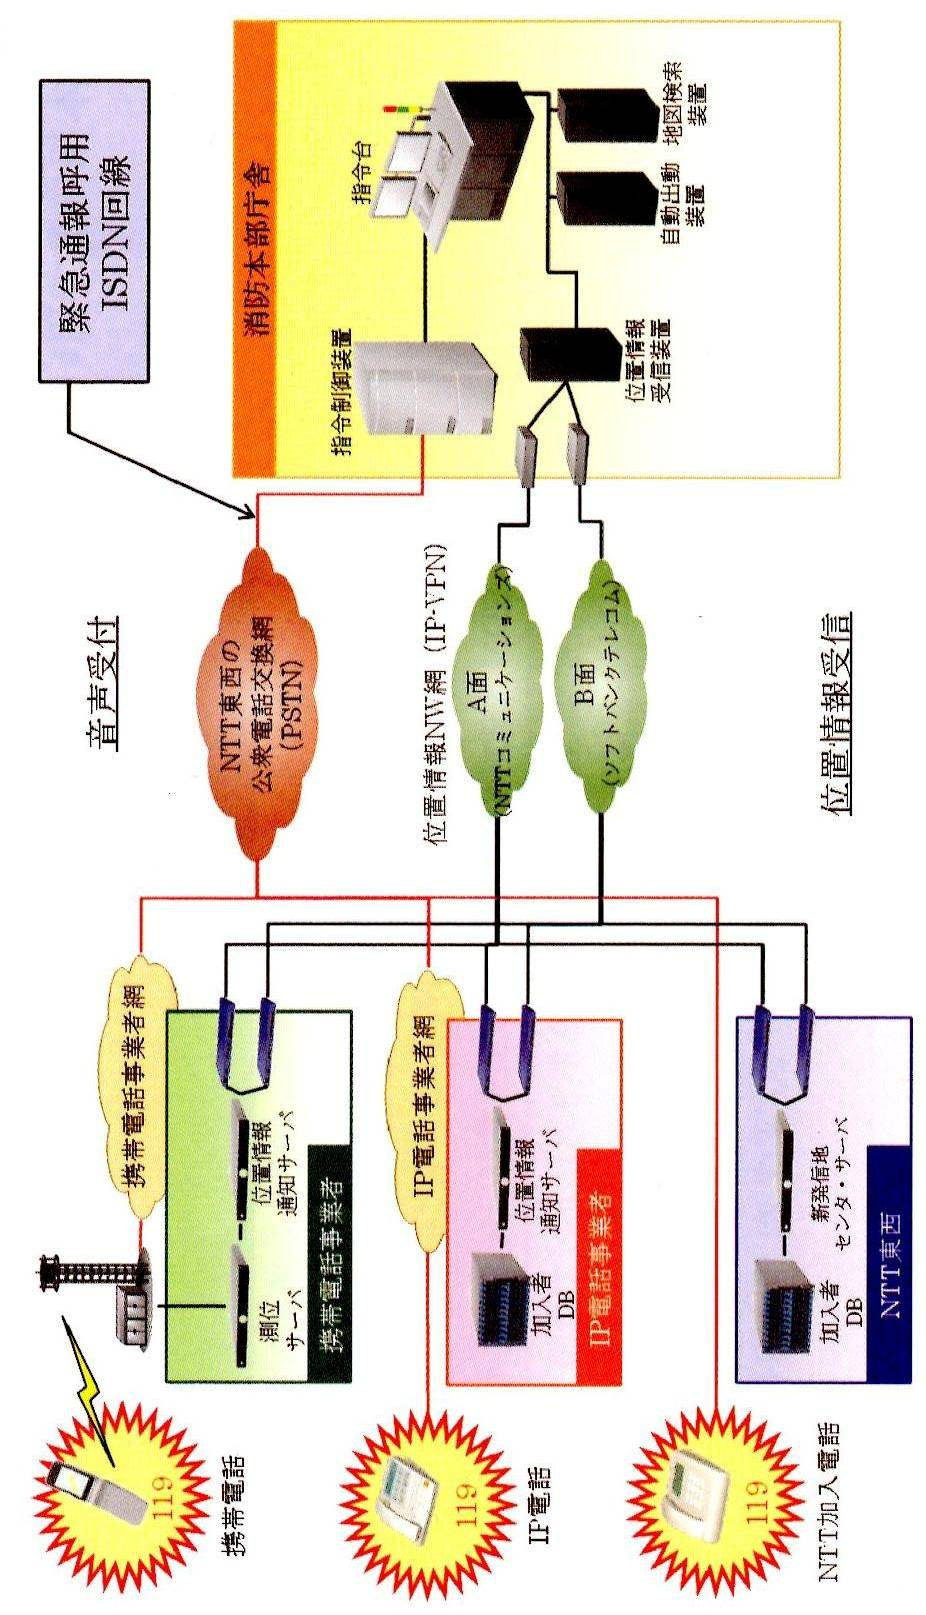 音声受付
緊急通報呼用
ISDN回線
携帯電話
119
携帯電話事業者網
測位
サーバ
位置情報
通知サーバ
携帯電話事業者
NTT東西の
公衆電話交換網
(PSTN)
消防本部庁舎
指令制御装置
指令台
IP電話
119
IP電話事業者網
加入者
DB
位置情報
通知サーバ
IP電話事業者
位置情報NW網（IP-VPN）
A面
(NTTコミュニケーションズ)
B面
(ソフトバンクテレコム)
位置情報
受信装置
自動出動
装置
地図検索
装置
NTT加入電話
119
加入者
DB
新発信地
センタ・サーバ
NTT東西
位置情報受信